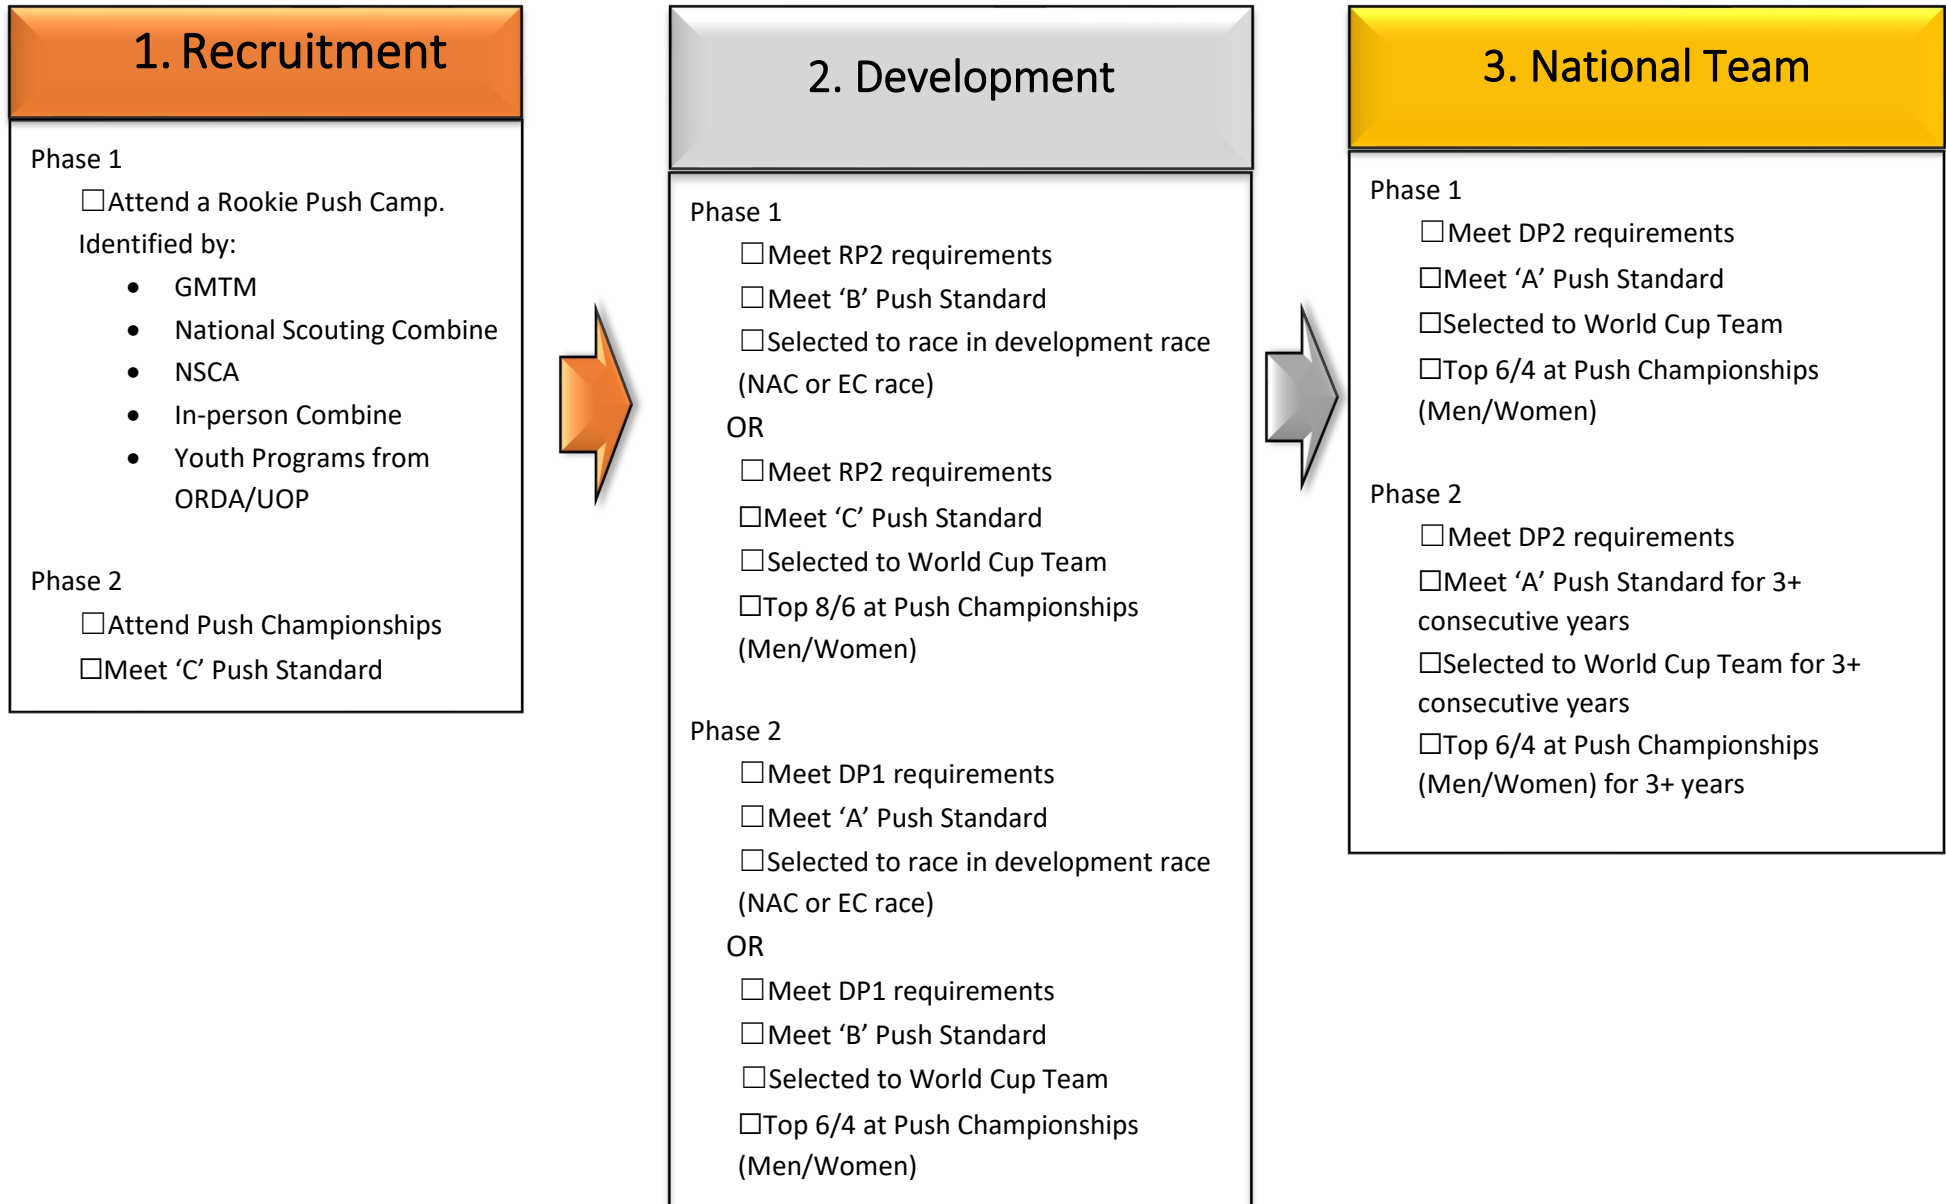 1. Recruitment
Phase 1
☐Attend a Rookie Push Camp.
Identified by:
• GMTM
• National Scouting Combine
• NSCA
• In-person Combine
• Youth Programs from
ORDA/UOP
Phase 2
☐Attend Push Championships
☐Meet ‘C’ Push Standard
2. Development
Phase 1
☐Meet RP2 requirements
☐Meet ‘B’ Push Standard
☐Selected to race in development race
(NAC or EC race)
OR
☐Meet RP2 requirements
☐Meet ‘C’ Push Standard
☐Selected to World Cup Team
☐Top 8/6 at Push Championships
(Men/Women)
Phase 2
☐Meet DP1 requirements
☐Meet ‘A’ Push Standard
☐Selected to race in development race
(NAC or EC race)
OR
☐Meet DP1 requirements
☐Meet ‘B’ Push Standard
☐Selected to World Cup Team
☐Top 6/4 at Push Championships
(Men/Women)
3. National Team
Phase 1
☐Meet DP2 requirements
☐Meet ‘A’ Push Standard
☐Selected to World Cup Team
☐Top 6/4 at Push Championships
(Men/Women)
Phase 2
☐Meet DP2 requirements
☐Meet ‘A’ Push Standard for 3+
consecutive years
☐Selected to World Cup Team for 3+
consecutive years
☐Top 6/4 at Push Championships
(Men/Women) for 3+ years